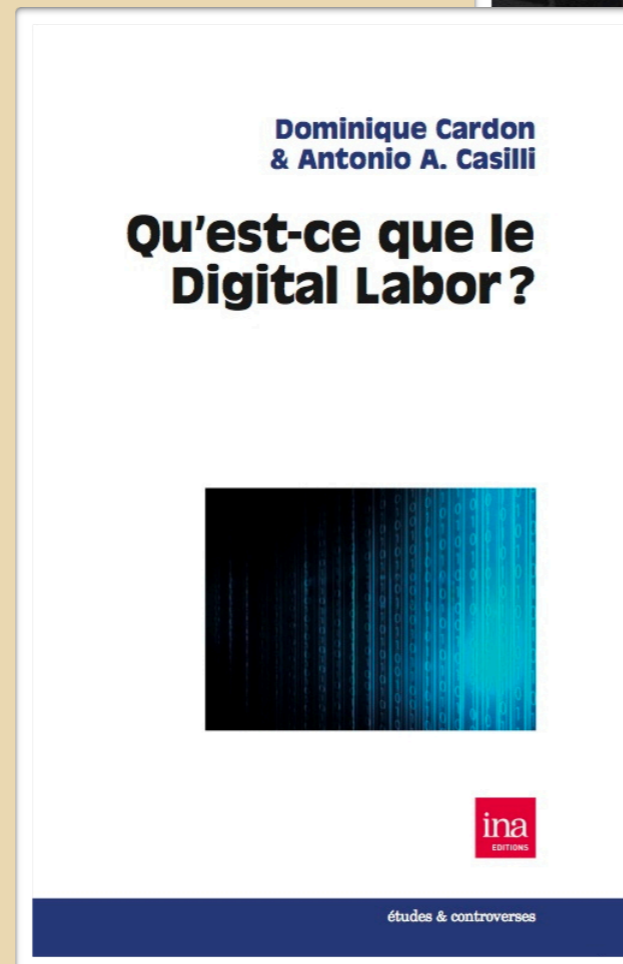 Dominique Cardon
& Antonio A. Casilli
Qu'est-ce que le
Digital Labor ?
ina
EDITIONS
études & controverses